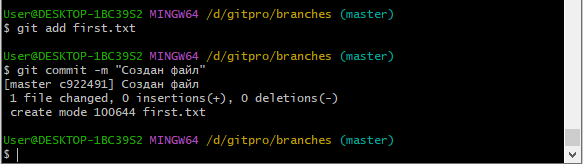 User@DESKTOP-1BC39S2 MINGW64 /d/gitpro/branches (master)
$ git add first.txt
User@DESKTOP-1BC39S2 MINGW64 /d/gitpro/branches (master)
$ git commit -m "Создан файл"
[master c922491] Создан файл
 1 file changed, 0 insertions(+), 0 deletions(-)
 create mode 100644 first.txt
User@DESKTOP-1BC39S2 MINGW64 /d/gitpro/branches (master)
$